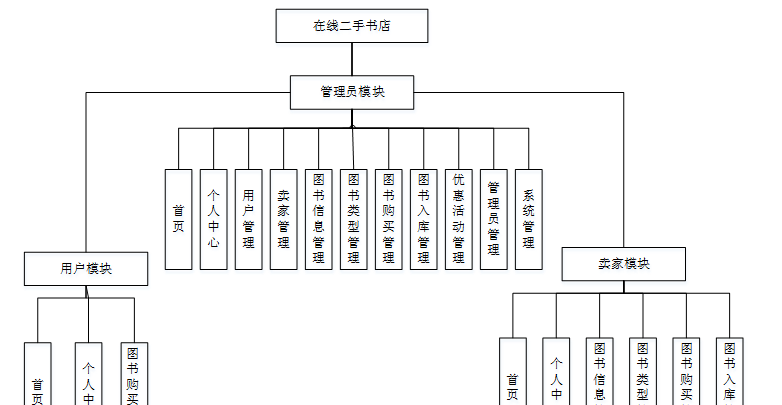 在线二手书店
管理员模块
首页
个人中心
用户管理
卖家管理
图书信息管理
图书类型管理
图书购买管理
图书入库管理
优惠活动管理
管理员管理
系统管理
用户模块
卖家模块
首页
个人中
图书购买
首页
个人中
图书信息
图书类型
图书购买
图书入库